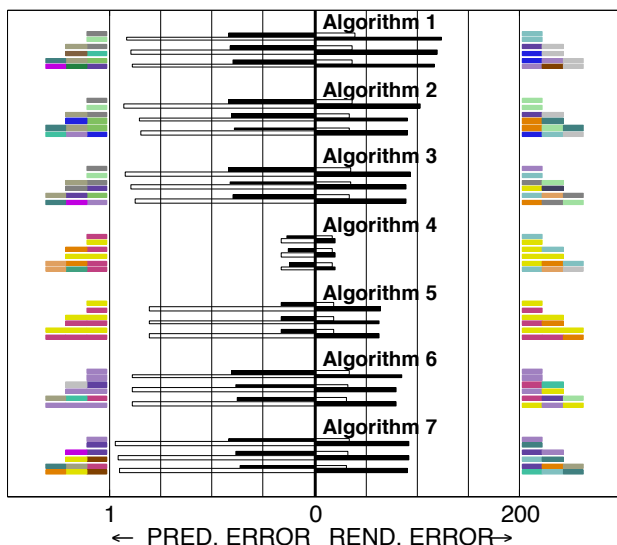 Algorithm 1
Algorithm 2
Algorithm 3
Algorithm 4
Algorithm 5
Algorithm 6
Algorithm 7
1 0 200
← PRED. ERROR REND. ERROR →